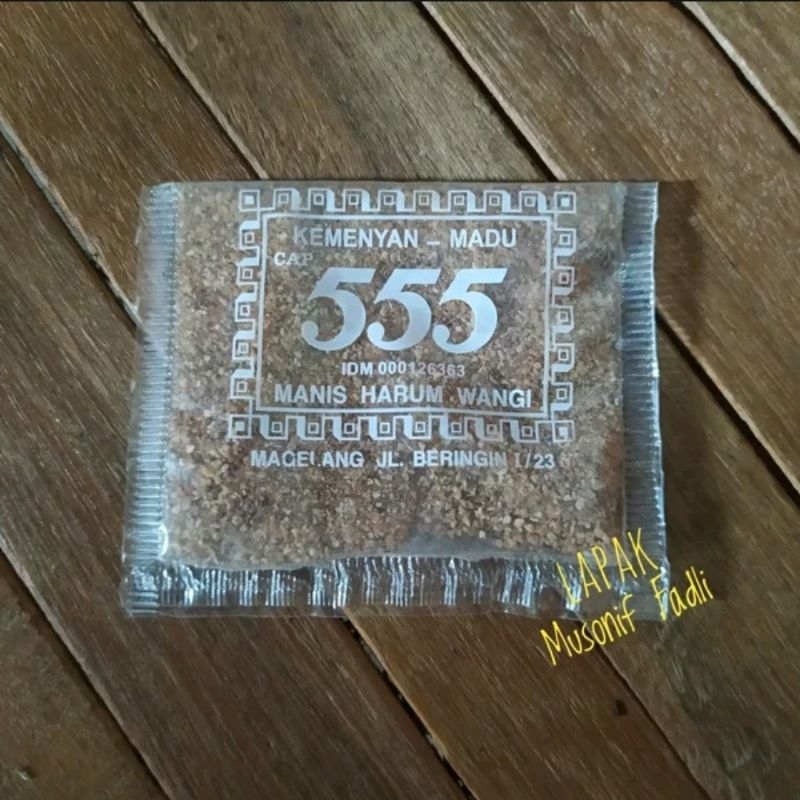 KEMENYAN - MADU
CAP
555
IDM 000126363
MANIS HARUM WANGI
MAGELANG JL. BERINGIN I/23
LAPAK
Musonif Fadli